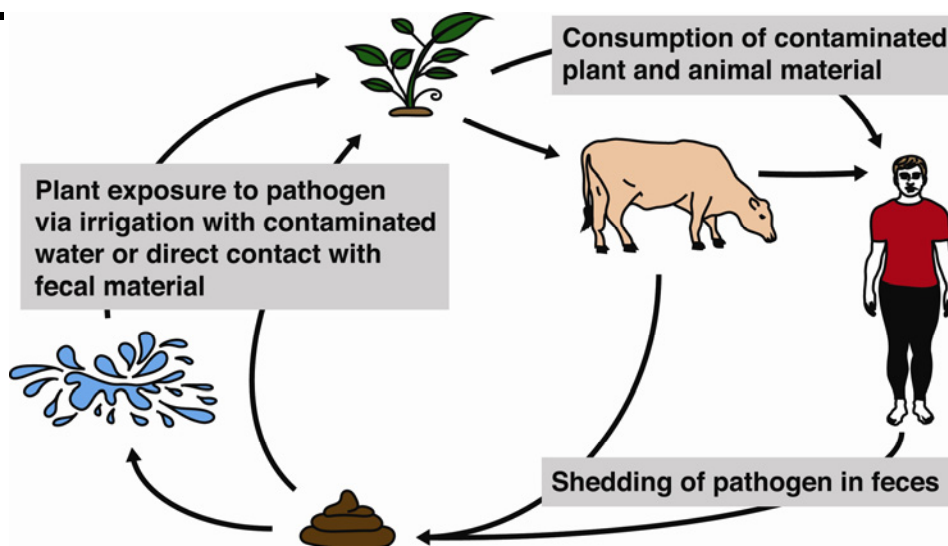 Consumption of contaminated
plant and animal material
Plant exposure to pathogen
via irrigation with contaminated
water or direct contact with
fecal material
Shedding of pathogen in feces